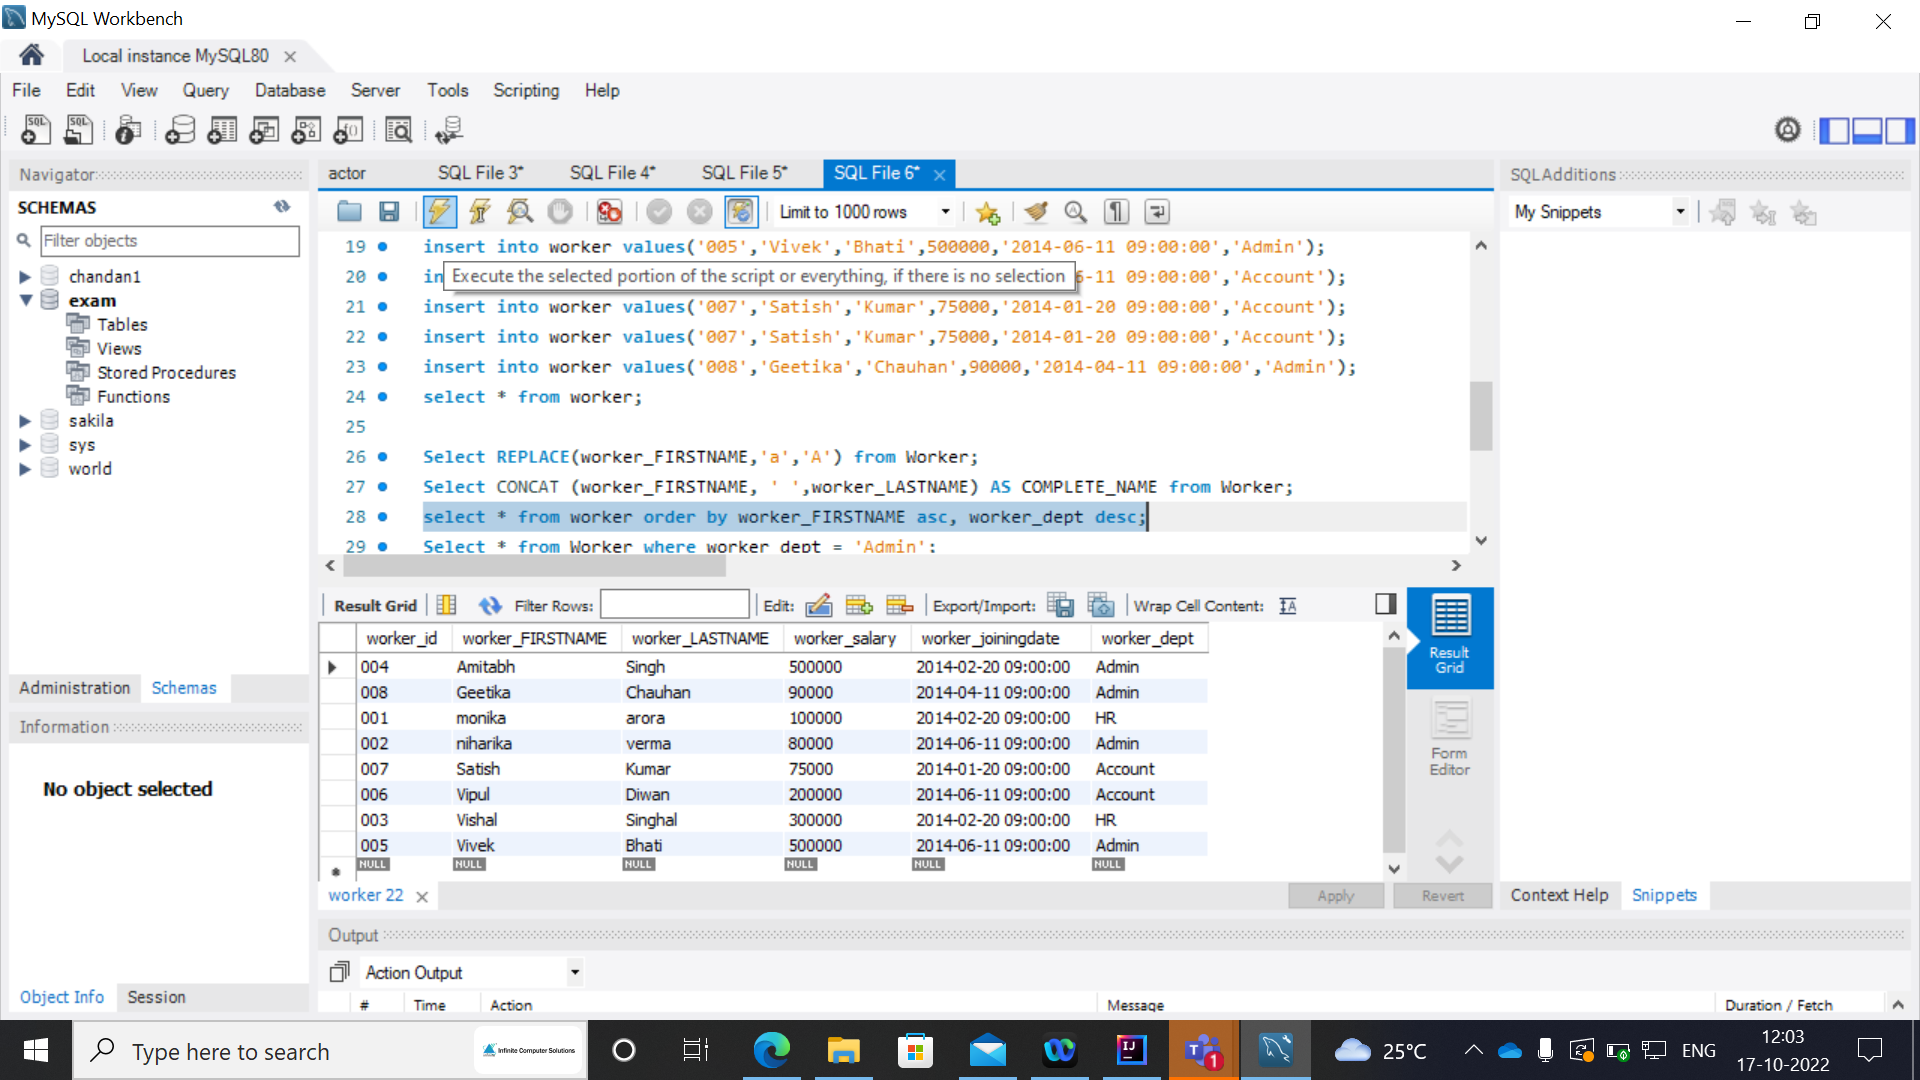 MySQL Workbench
Local instance MySQL80
File Edit View Query Database Server Tools Scripting Help
Navigator
SCHEMAS
Filter objects
chandan1
exam
Tables
Views
Stored Procedures
Functions
sakila
sys
world
Administration Schemas
Information
No object selected
Object Info Session
actor SQL File 3* SQL File 4* SQL File 5* SQL File 6*
Limit to 1000 rows
19 insert into worker values('005','Vivek','Bhati',500000,'2014-06-11 09:00:00','Admin');
20 in 6-11 09:00:00','Account');
Execute the selected portion of the script or everything, if there is no selection
21 insert into worker values('007','Satish','Kumar',75000,'2014-01-20 09:00:00','Account');
22 insert into worker values('007','Satish','Kumar',75000,'2014-01-20 09:00:00','Account');
23 insert into worker values('008','Geetika','Chauhan',90000,'2014-04-11 09:00:00','Admin');
24 select * from worker;
25
26 Select REPLACE(worker_FIRSTNAME,'a','A') from Worker;
27 Select CONCAT (worker_FIRSTNAME, ' ',worker_LASTNAME) AS COMPLETE_NAME from Worker;
28 select * from worker order by worker_FIRSTNAME asc, worker_dept desc;
29 Select * from Worker where worker_dept = 'Admin';
Result Grid Filter Rows: Edit: Export/Import: Wrap Cell Content:
worker_id worker_FIRSTNAME worker_LASTNAME worker_salary worker_joiningdate worker_dept
004 Amitabh Singh 500000 2014-02-20 09:00:00 Admin
008 Geetika Chauhan 90000 2014-04-11 09:00:00 Admin
001 monika arora 100000 2014-02-20 09:00:00 HR
002 niharika verma 80000 2014-06-11 09:00:00 Admin
007 Satish Kumar 75000 2014-01-20 09:00:00 Account
006 Vipul Diwan 200000 2014-06-11 09:00:00 Account
003 Vishal Singhal 300000 2014-02-20 09:00:00 HR
005 Vivek Bhati 500000 2014-06-11 09:00:00 Admin
NULL NULL NULL NULL NULL NULL
Result
Grid
Form
Editor
worker 22
Apply Revert
Output
Action Output
# Time Action Message Duration / Fetch
SQLAdditions
My Snippets
Context Help Snippets
Type here to search
Infinite Computer Solutions
1
25°C
ENG
12:03
17-10-2022